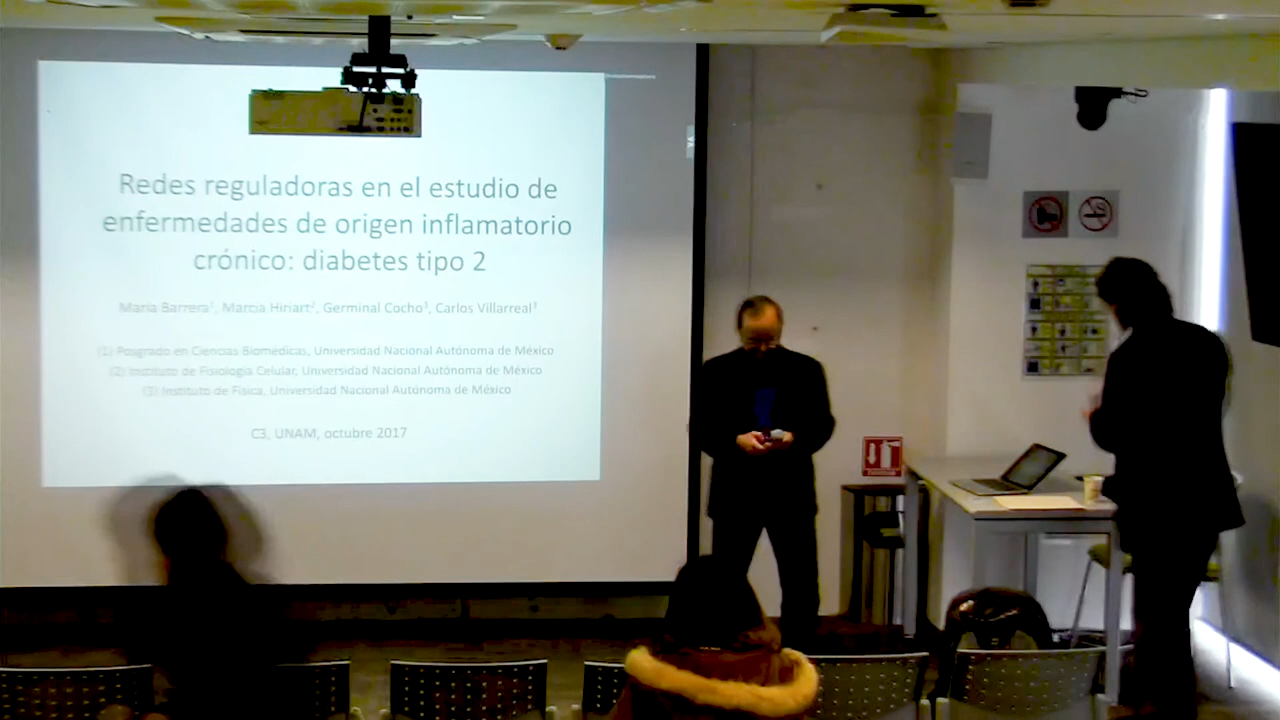 Redes reguladoras en el estudio de
enfermedades de origen inflamatorio
crónico: diabetes tipo 2
Maria Barrera¹, Marcia Hiriart², Germinal Cocho³, Carlos Villarreal³
(1) Posgrado en Ciencias Biomédicas, Universidad Nacional Autónoma de México
(2) Instituto de Fisiología Celular, Universidad Nacional Autónoma de México
(3) Instituto de Física, Universidad Nacional Autónoma de México
C3, UNAM, octubre 2017